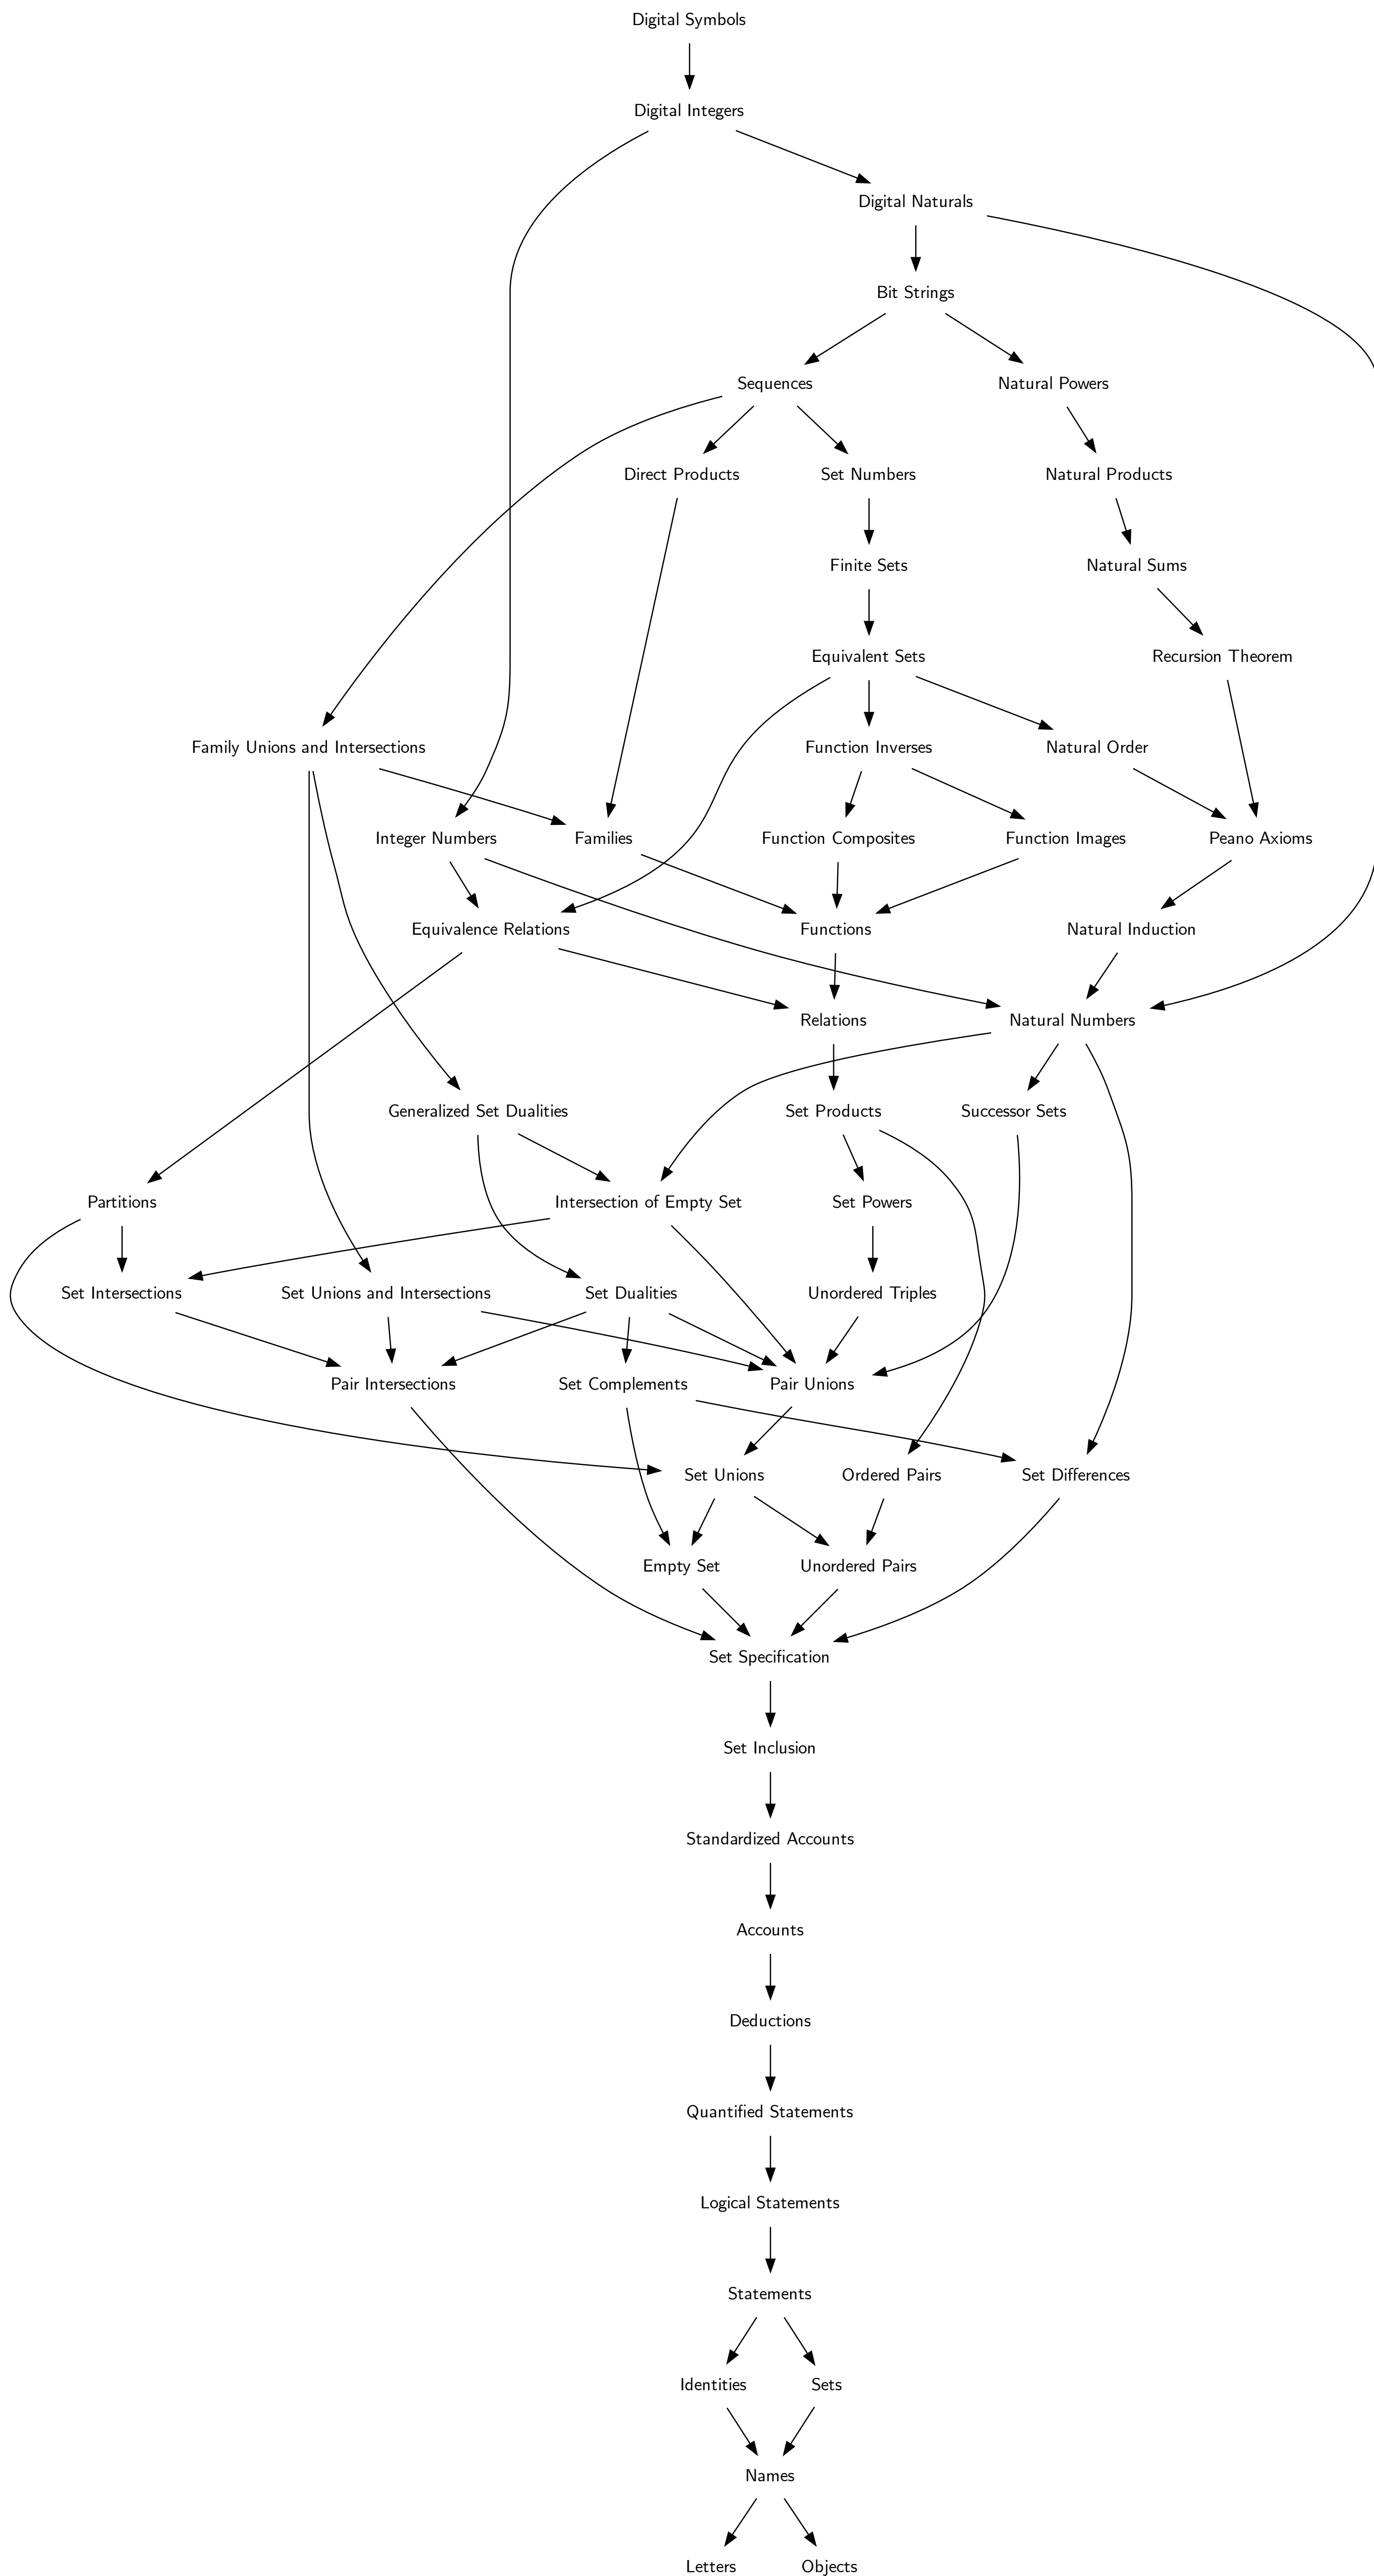 Digital Symbols
Digital Integers
Digital Naturals
Bit Strings
Sequences
Natural Powers
Direct Products
Set Numbers
Natural Products
Finite Sets
Natural Sums
Equivalent Sets
Recursion Theorem
Family Unions and Intersections
Function Inverses
Natural Order
Integer Numbers
Families
Function Composites
Function Images
Peano Axioms
Equivalence Relations
Functions
Natural Induction
Relations
Natural Numbers
Generalized Set Dualities
Set Products
Successor Sets
Partitions
Intersection of Empty Set
Set Powers
Set Intersections
Set Unions and Intersections
Set Dualities
Unordered Triples
Pair Intersections
Set Complements
Pair Unions
Set Unions
Ordered Pairs
Set Differences
Empty Set
Unordered Pairs
Set Specification
Set Inclusion
Standardized Accounts
Accounts
Deductions
Quantified Statements
Logical Statements
Statements
Identities
Sets
Names
Letters
Objects